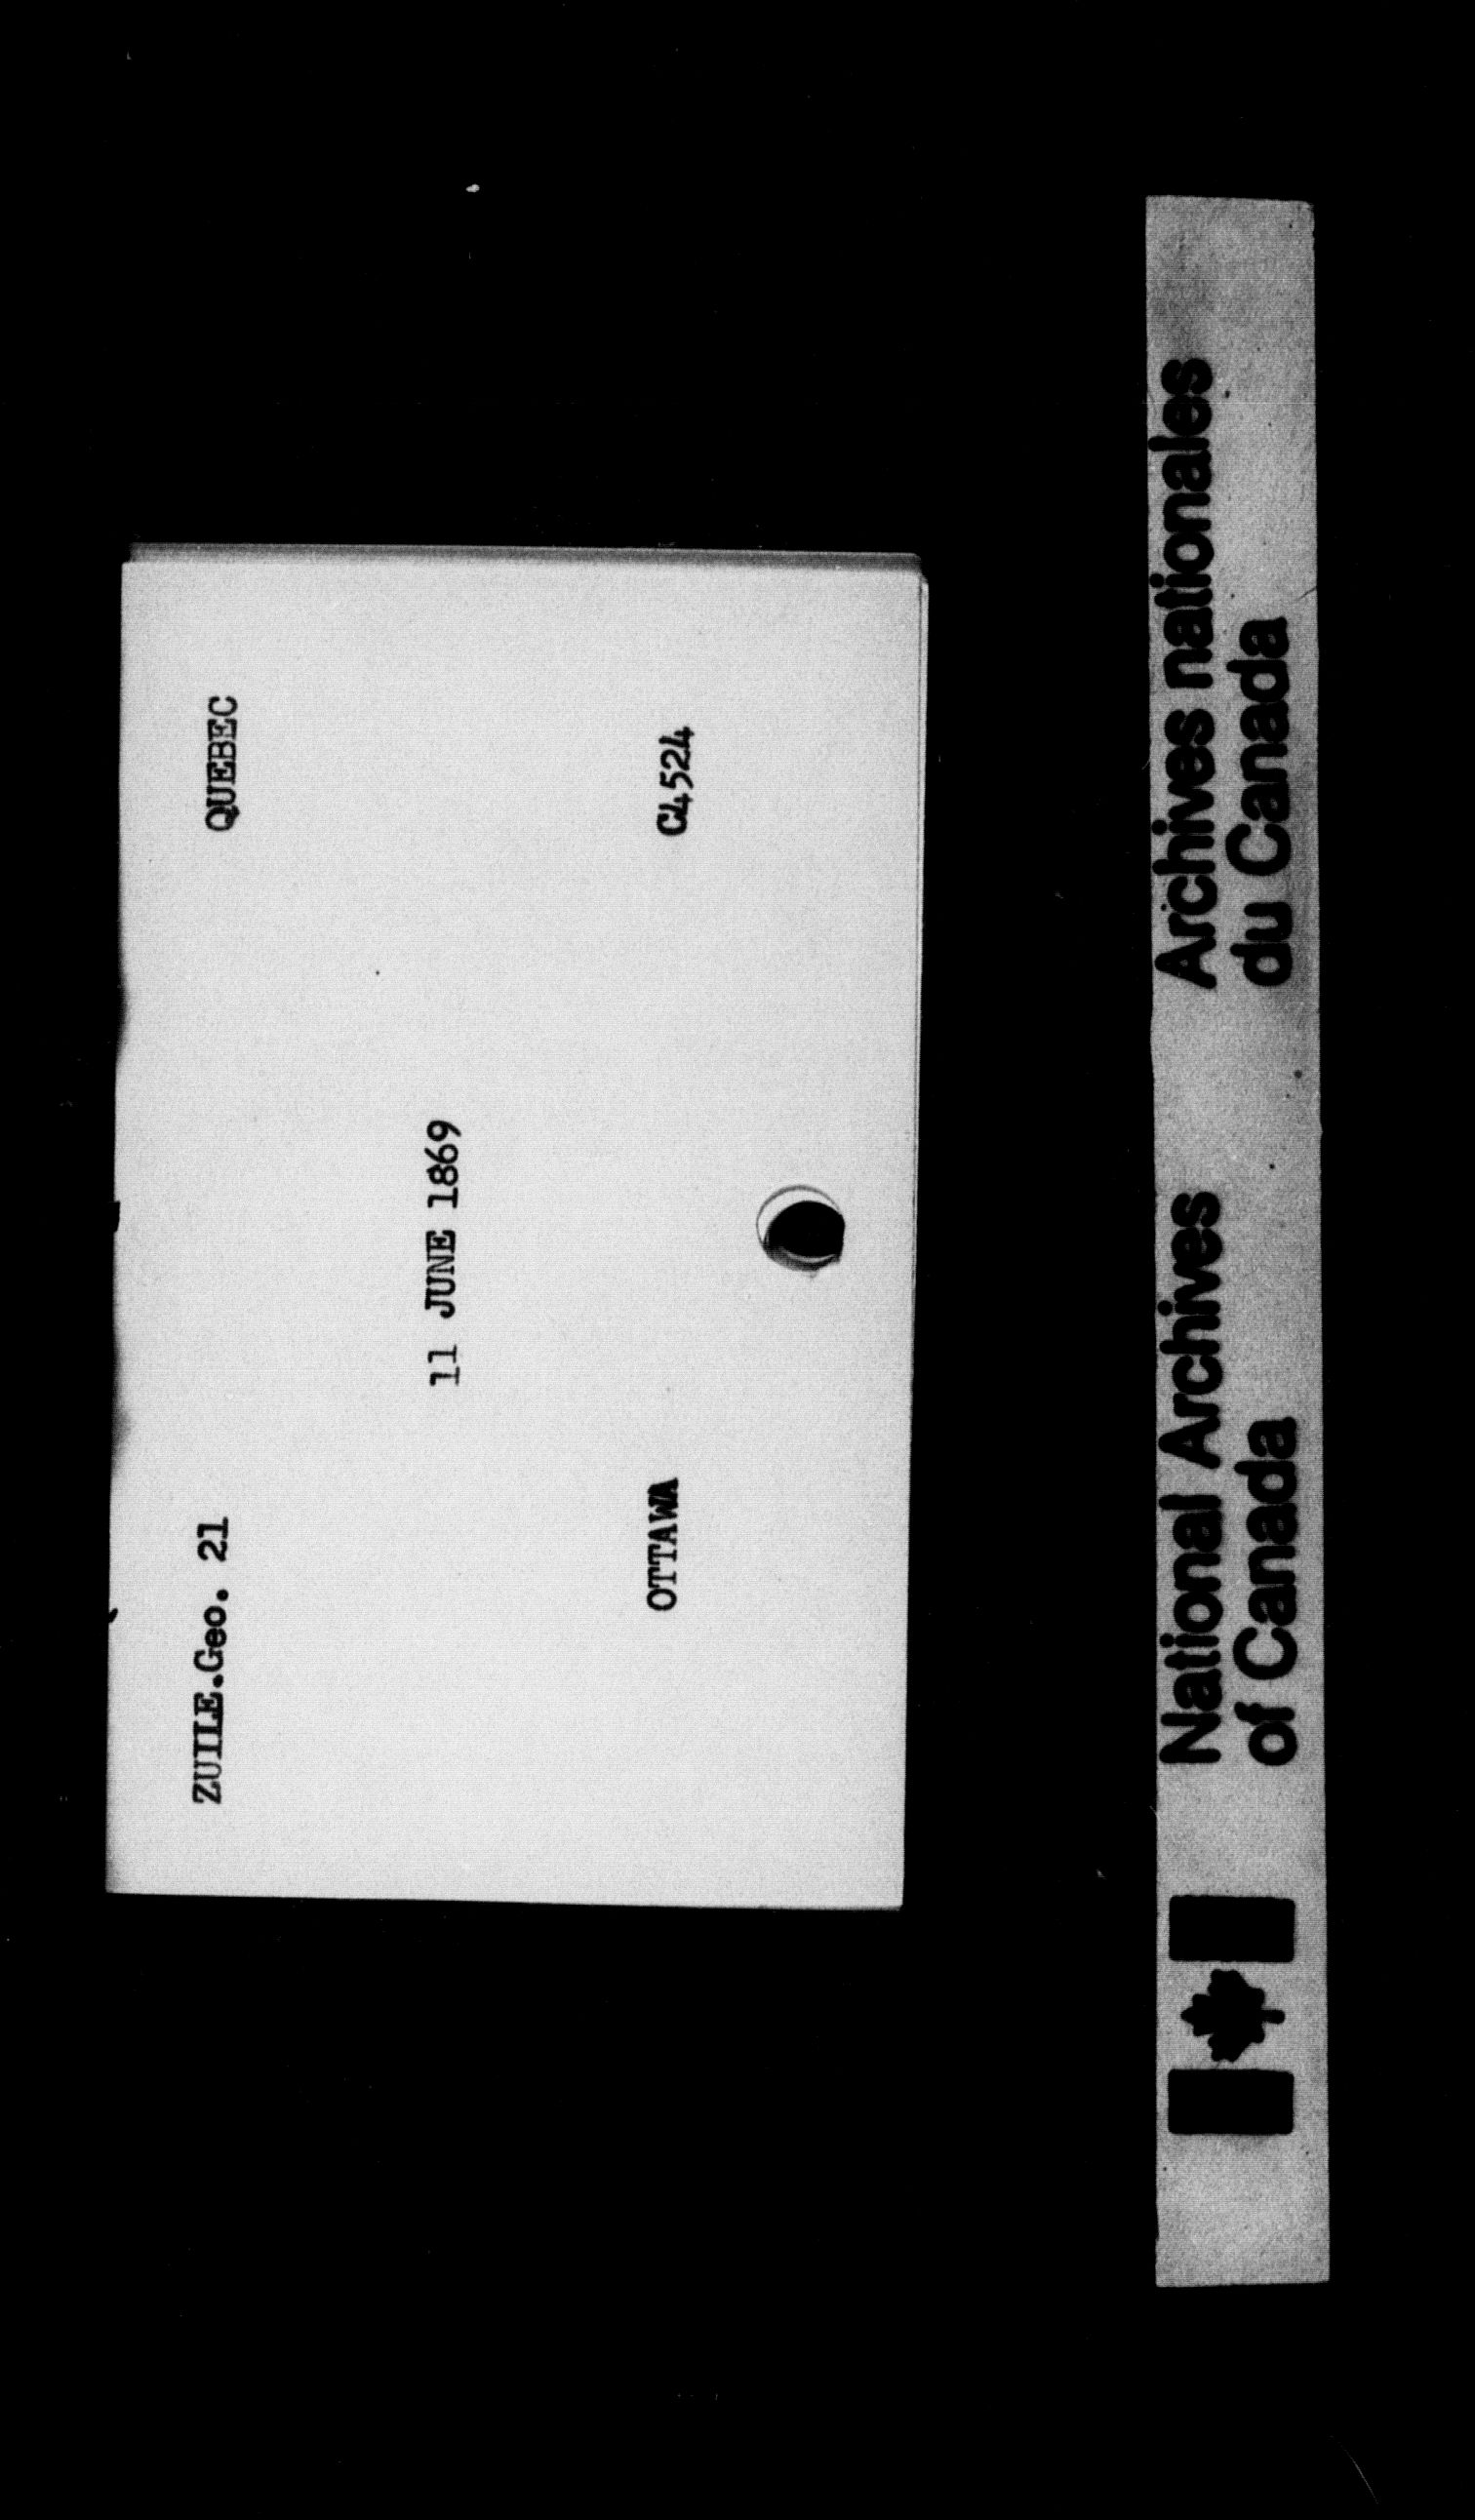 ZUILE.Geo. 21 QUEBEC
11 JUNE 1869
OTTAWA C4524
National Archives
of Canada
Archives nationales
du Canada